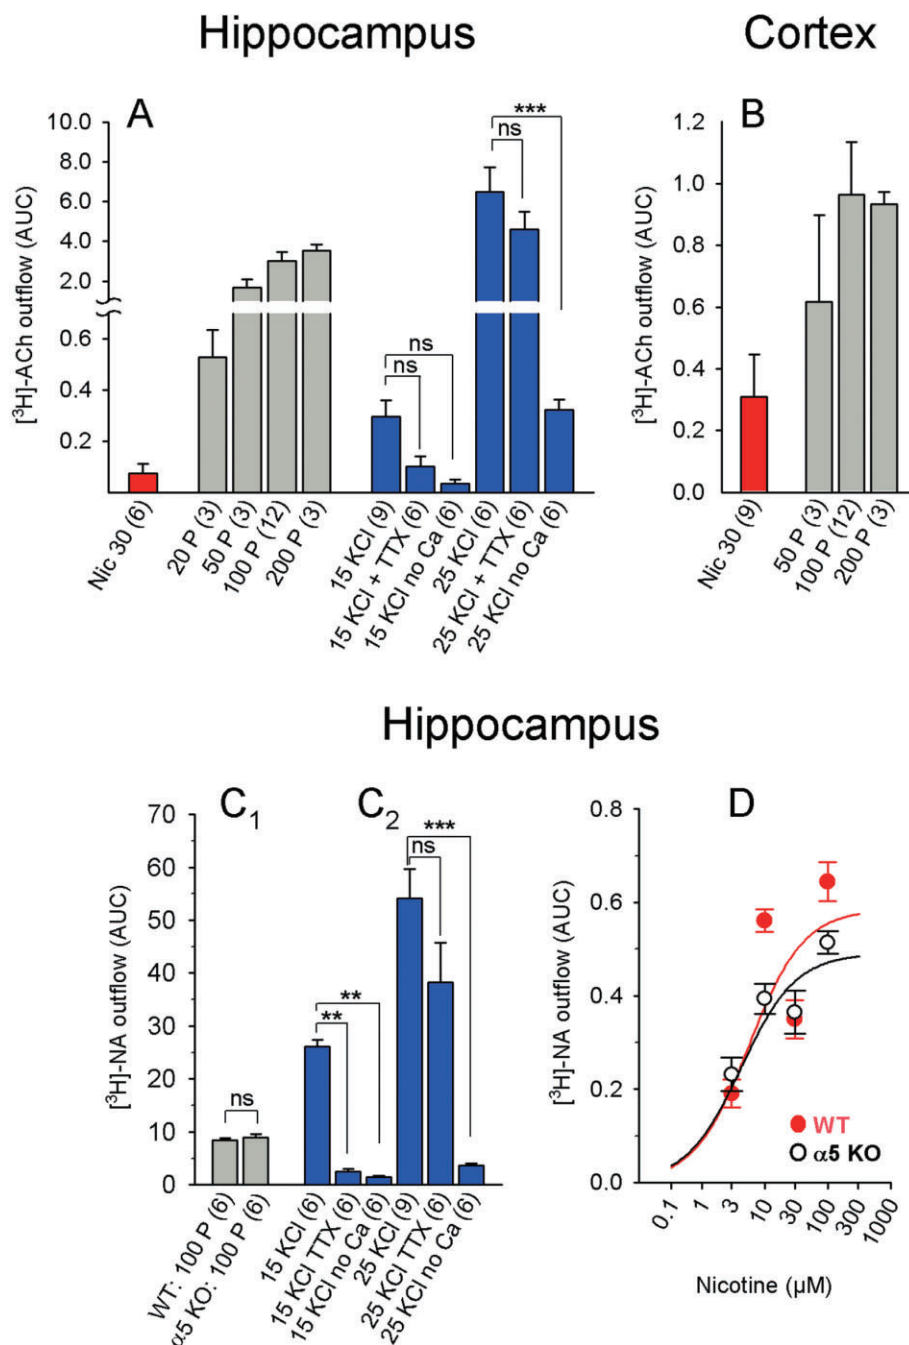 Hippocampus
Cortex
A
[³H]-ACh outflow (AUC)
10.0
8.0
6.0
4.0
2.0
0.6
0.4
0.2
ns
ns
ns
***
Nic 30 (6)
20 P (3)
50 P (3)
100 P (12)
200 P (3)
15 KCl (9)
15 KCl + TTX (6)
15 KCl no Ca (6)
25 KCl (6)
25 KCl + TTX (6)
25 KCl no Ca (6)
B
[³H]-ACh outflow (AUC)
1.2
1.0
0.8
0.6
0.4
0.2
0.0
Nic 30 (9)
50 P (3)
100 P (12)
200 P (3)
Hippocampus
C₁
C₂
[³H]-NA outflow (AUC)
70
60
50
40
30
20
10
0
ns
**
**
ns
***
WT: 100 P (6)
α5 KO: 100 P (6)
15 KCl (6)
15 KCl TTX (6)
15 KCl no Ca (6)
25 KCl (9)
25 KCl TTX (6)
25 KCl no Ca (6)
D
[³H]-NA outflow (AUC)
0.8
0.6
0.4
0.2
0.0
WT
α5 KO
0.1
1
3
10
30
100
300
1000
Nicotine (µM)